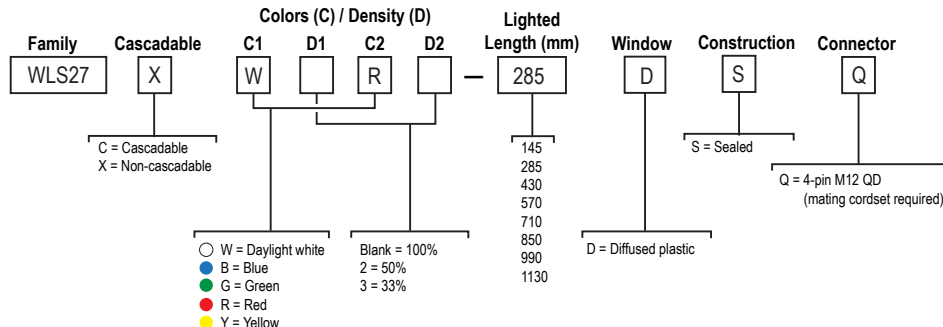 Colors (C) / Density (D)
Lighted
Length (mm)
Family Cascadable C1 D1 C2 D2 Window Construction Connector
WLS27 X W R – 285 D S Q
C = Cascadable
X = Non-cascadable
145
285
430
570
710
850
990
1130
S = Sealed
Q = 4-pin M12 QD
(mating cordset required)
W = Daylight white
B = Blue
G = Green
R = Red
Y = Yellow
Blank = 100%
2 = 50%
3 = 33%
D = Diffused plastic